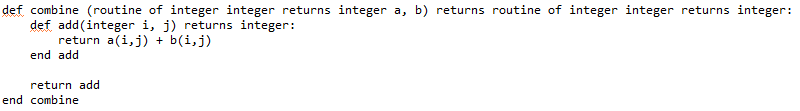 def combine (routine of integer integer returns integer a, b) returns routine of integer integer returns integer:
    def add(integer i, j) returns integer:
        return a(i,j) + b(i,j)
    end add

    return add
end combine